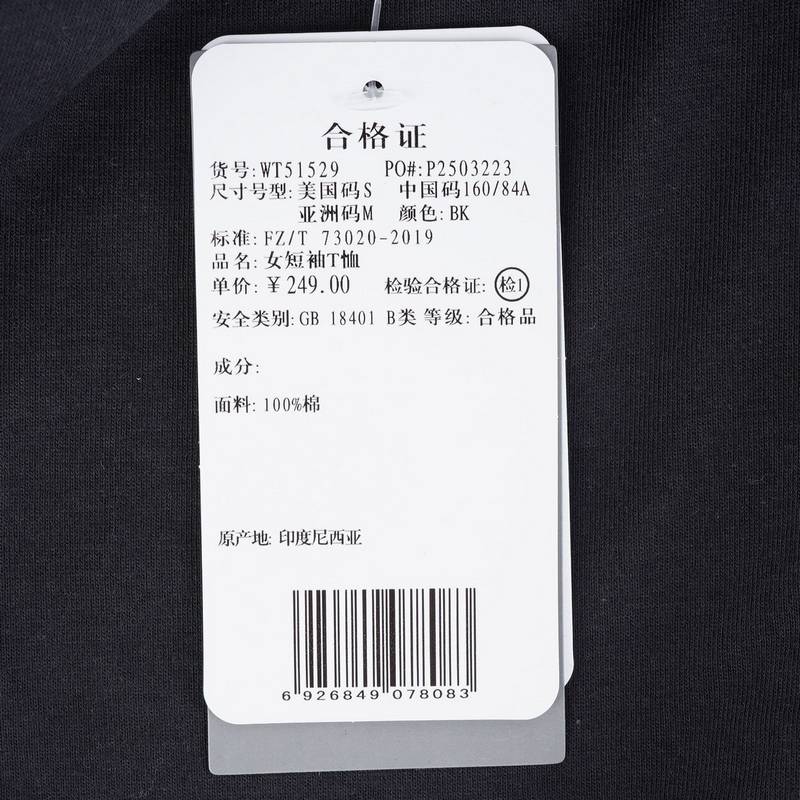 合格证
货号:WT51529 PO#:P2503223
尺寸号型:美国码S 中国码160/84A
亚洲码M 颜色:BK
标准:FZ/T 73020-2019
品名:女短袖T恤
单价:￥249.00 检验合格证:检1
安全类别:GB 18401 B类 等级:合格品
成分:
面料:100%棉
原产地:印度尼西亚
6 926849 078083